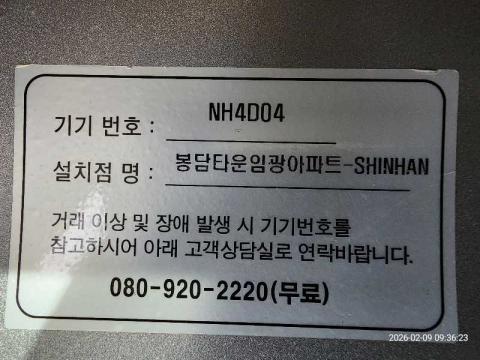 기기 번호 : NH4D04
설치점 명 : 봉담타운임광아파트-SHINHAN
거래 이상 및 장애 발생 시 기기번호를
참고하시어 아래 고객상담실로 연락바랍니다.
080-920-2220(무료)
2026-02-09 09:36:23